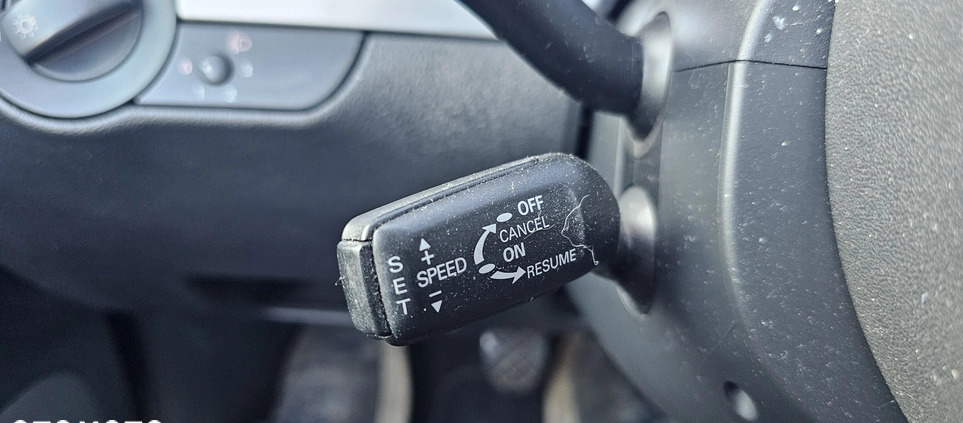 OFF
CANCEL
ON
RESUME
+
SPEED
−
SET